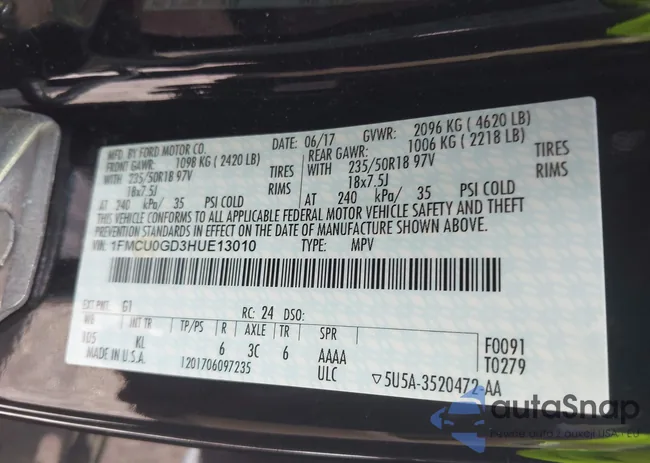 MFD. BY FORD MOTOR CO. DATE: 06/17 GVWR: 2096 KG ( 4620 LB)
FRONT GAWR: 1098 KG ( 2420 LB) REAR GAWR: 1006 KG ( 2218 LB)
WITH 235/50R18 97V TIRES WITH 235/50R18 97V TIRES
18x7.5J RIMS 18x7.5J RIMS
AT 240 kPa/ 35 PSI COLD AT 240 kPa/ 35 PSI COLD
THIS VEHICLE CONFORMS TO ALL APPLICABLE FEDERAL MOTOR VEHICLE SAFETY AND THEFT
PREVENTION STANDARDS IN EFFECT ON THE DATE OF MANUFACTURE SHOWN ABOVE.
VIN: 1FMCU0GD3HUE13010 TYPE: MPV
EXT PNT: G1 RC: 24 DSO: F0091
WB INT TR TP/PS R AXLE TR SPR T0279
105 KL 6 3C 6 AAAA
MADE IN U.S.A. 1201706097235 ULC ▽5U5A-3520472-AA
autoSnap